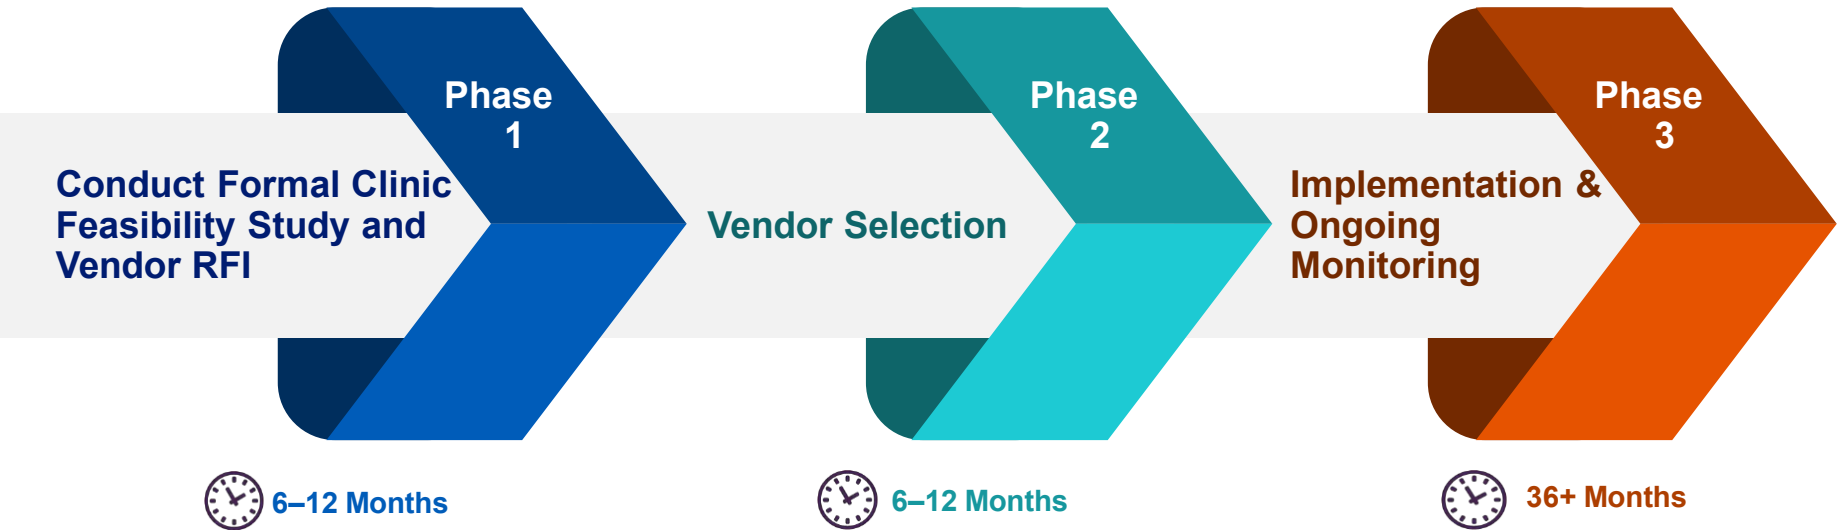 Phase
1
Conduct Formal Clinic
Feasibility Study and
Vendor RFI
6–12 Months
Phase
2
Vendor Selection
6–12 Months
Phase
3
Implementation &
Ongoing
Monitoring
36+ Months